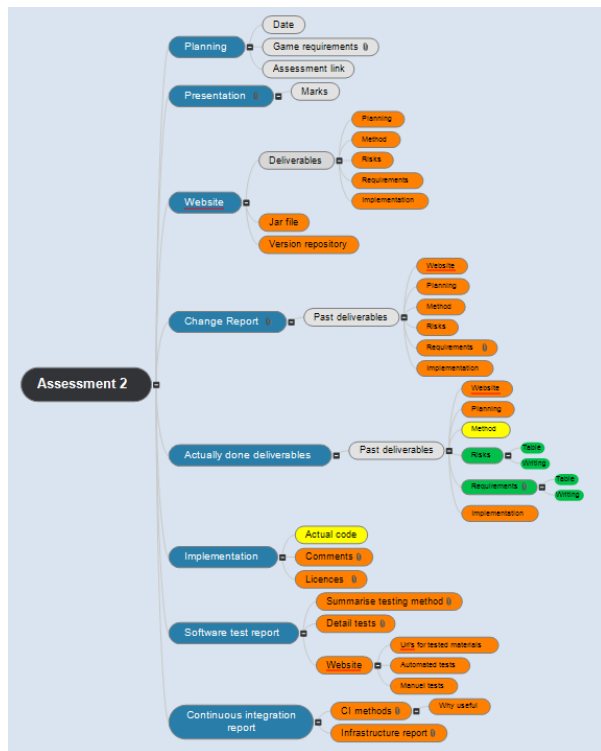 Date
Planning
Game requirements
Assessment link
Presentation
Marks
Planning
Method
Deliverables
Risks
Requirements
Implementation
Website
Jar file
Version repository
Website
Planning
Change Report
Past deliverables
Method
Risks
Requirements
Implementation
Assessment 2
Website
Planning
Method
Actually done deliverables
Past deliverables
Risks
Table
Writing
Requirements
Table
Writing
Implementation
Actual code
Implementation
Comments
Licences
Summarise testing method
Software test report
Detail tests
Website
Url's for tested materials
Automated tests
Manuel tests
Continuous integration
report
CI methods
Why useful
Infrastructure report